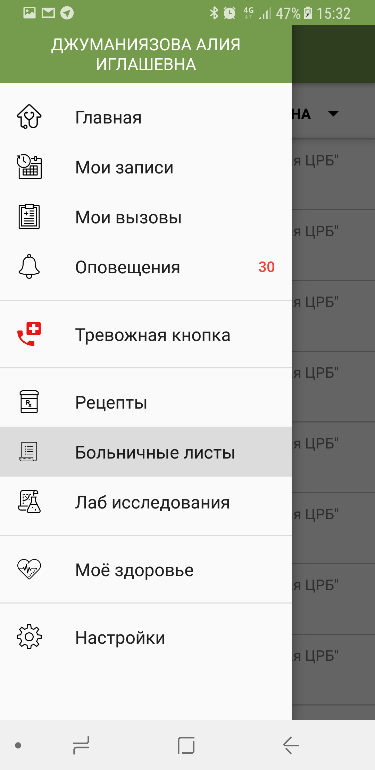 4G 47% 15:32
ДЖУМАНИЯЗОВА АЛИЯ
ИГЛАШЕВНА
НА
Главная
я ЦРБ"
Мои записи
Мои вызовы
я ЦРБ"
Оповещения 30
я ЦРБ"
Тревожная кнопка
я ЦРБ"
Рецепты
я ЦРБ"
Больничные листы
Лаб исследования
я ЦРБ"
Моё здоровье
я ЦРБ"
Настройки
я ЦРБ"